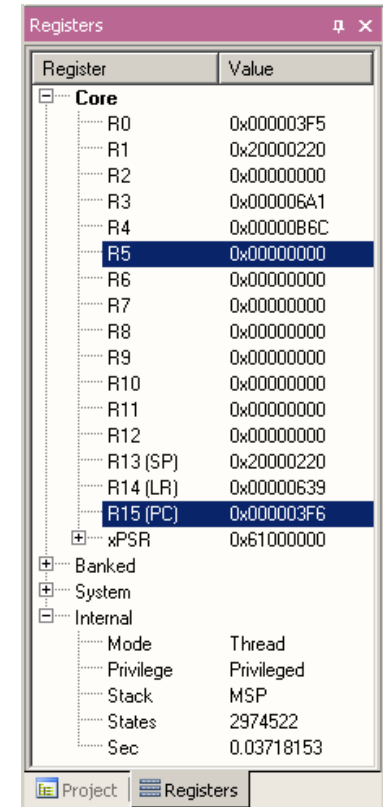 Registers
Register Value
Core
R0 0x000003F5
R1 0x20000220
R2 0x00000000
R3 0x000006A1
R4 0x00000B6C
R5 0x00000000
R6 0x00000000
R7 0x00000000
R8 0x00000000
R9 0x00000000
R10 0x00000000
R11 0x00000000
R12 0x00000000
R13 (SP) 0x20000220
R14 (LR) 0x00000639
R15 (PC) 0x000003F6
xPSR 0x61000000
Banked
System
Internal
Mode Thread
Privilege Privileged
Stack MSP
States 2974522
Sec 0.03718153
Project Registers